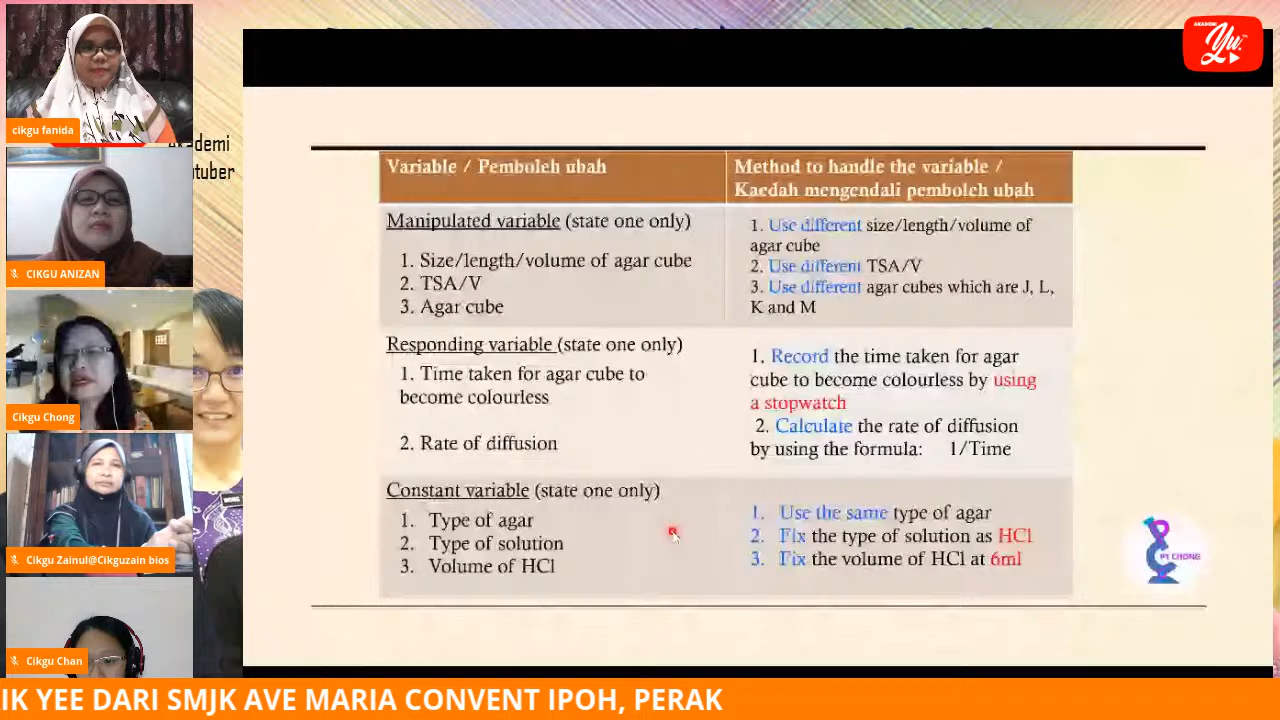 AKADEMI
Yu.
cikgu fanida
CIKGU ANIZAN
Cikgu Chong
Cikgu Zainul@Cikguzain bios
Cikgu Chan
Variable / Pemboleh ubah
Method to handle the variable /
Kaedah mengendali pemboleh ubah
Manipulated variable (state one only)
1. Size/length/volume of agar cube
2. TSA/V
3. Agar cube
1. Use different size/length/volume of
agar cube
2. Use different TSA/V
3. Use different agar cubes which are J, L,
K and M
Responding variable (state one only)
1. Time taken for agar cube to
become colourless
2. Rate of diffusion
1. Record the time taken for agar
cube to become colourless by using
a stopwatch
2. Calculate the rate of diffusion
by using the formula: 1/Time
Constant variable (state one only)
1. Type of agar
2. Type of solution
3. Volume of HCl
1. Use the same type of agar
2. Fix the type of solution as HCl
3. Fix the volume of HCl at 6ml
CHONG
IK YEE DARI SMJK AVE MARIA CONVENT IPOH, PERAK